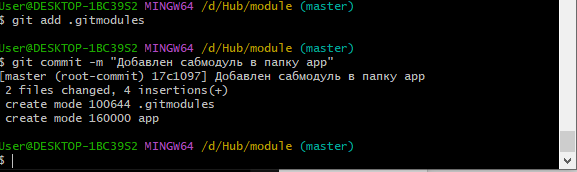 User@DESKTOP-1BC39S2 MINGW64 /d/Hub/module (master)
$ git add .gitmodules
User@DESKTOP-1BC39S2 MINGW64 /d/Hub/module (master)
$ git commit -m "Добавлен сабмодуль в папку app"
[master (root-commit) 17c1097] Добавлен сабмодуль в папку app
2 files changed, 4 insertions(+)
create mode 100644 .gitmodules
create mode 160000 app
User@DESKTOP-1BC39S2 MINGW64 /d/Hub/module (master)
$